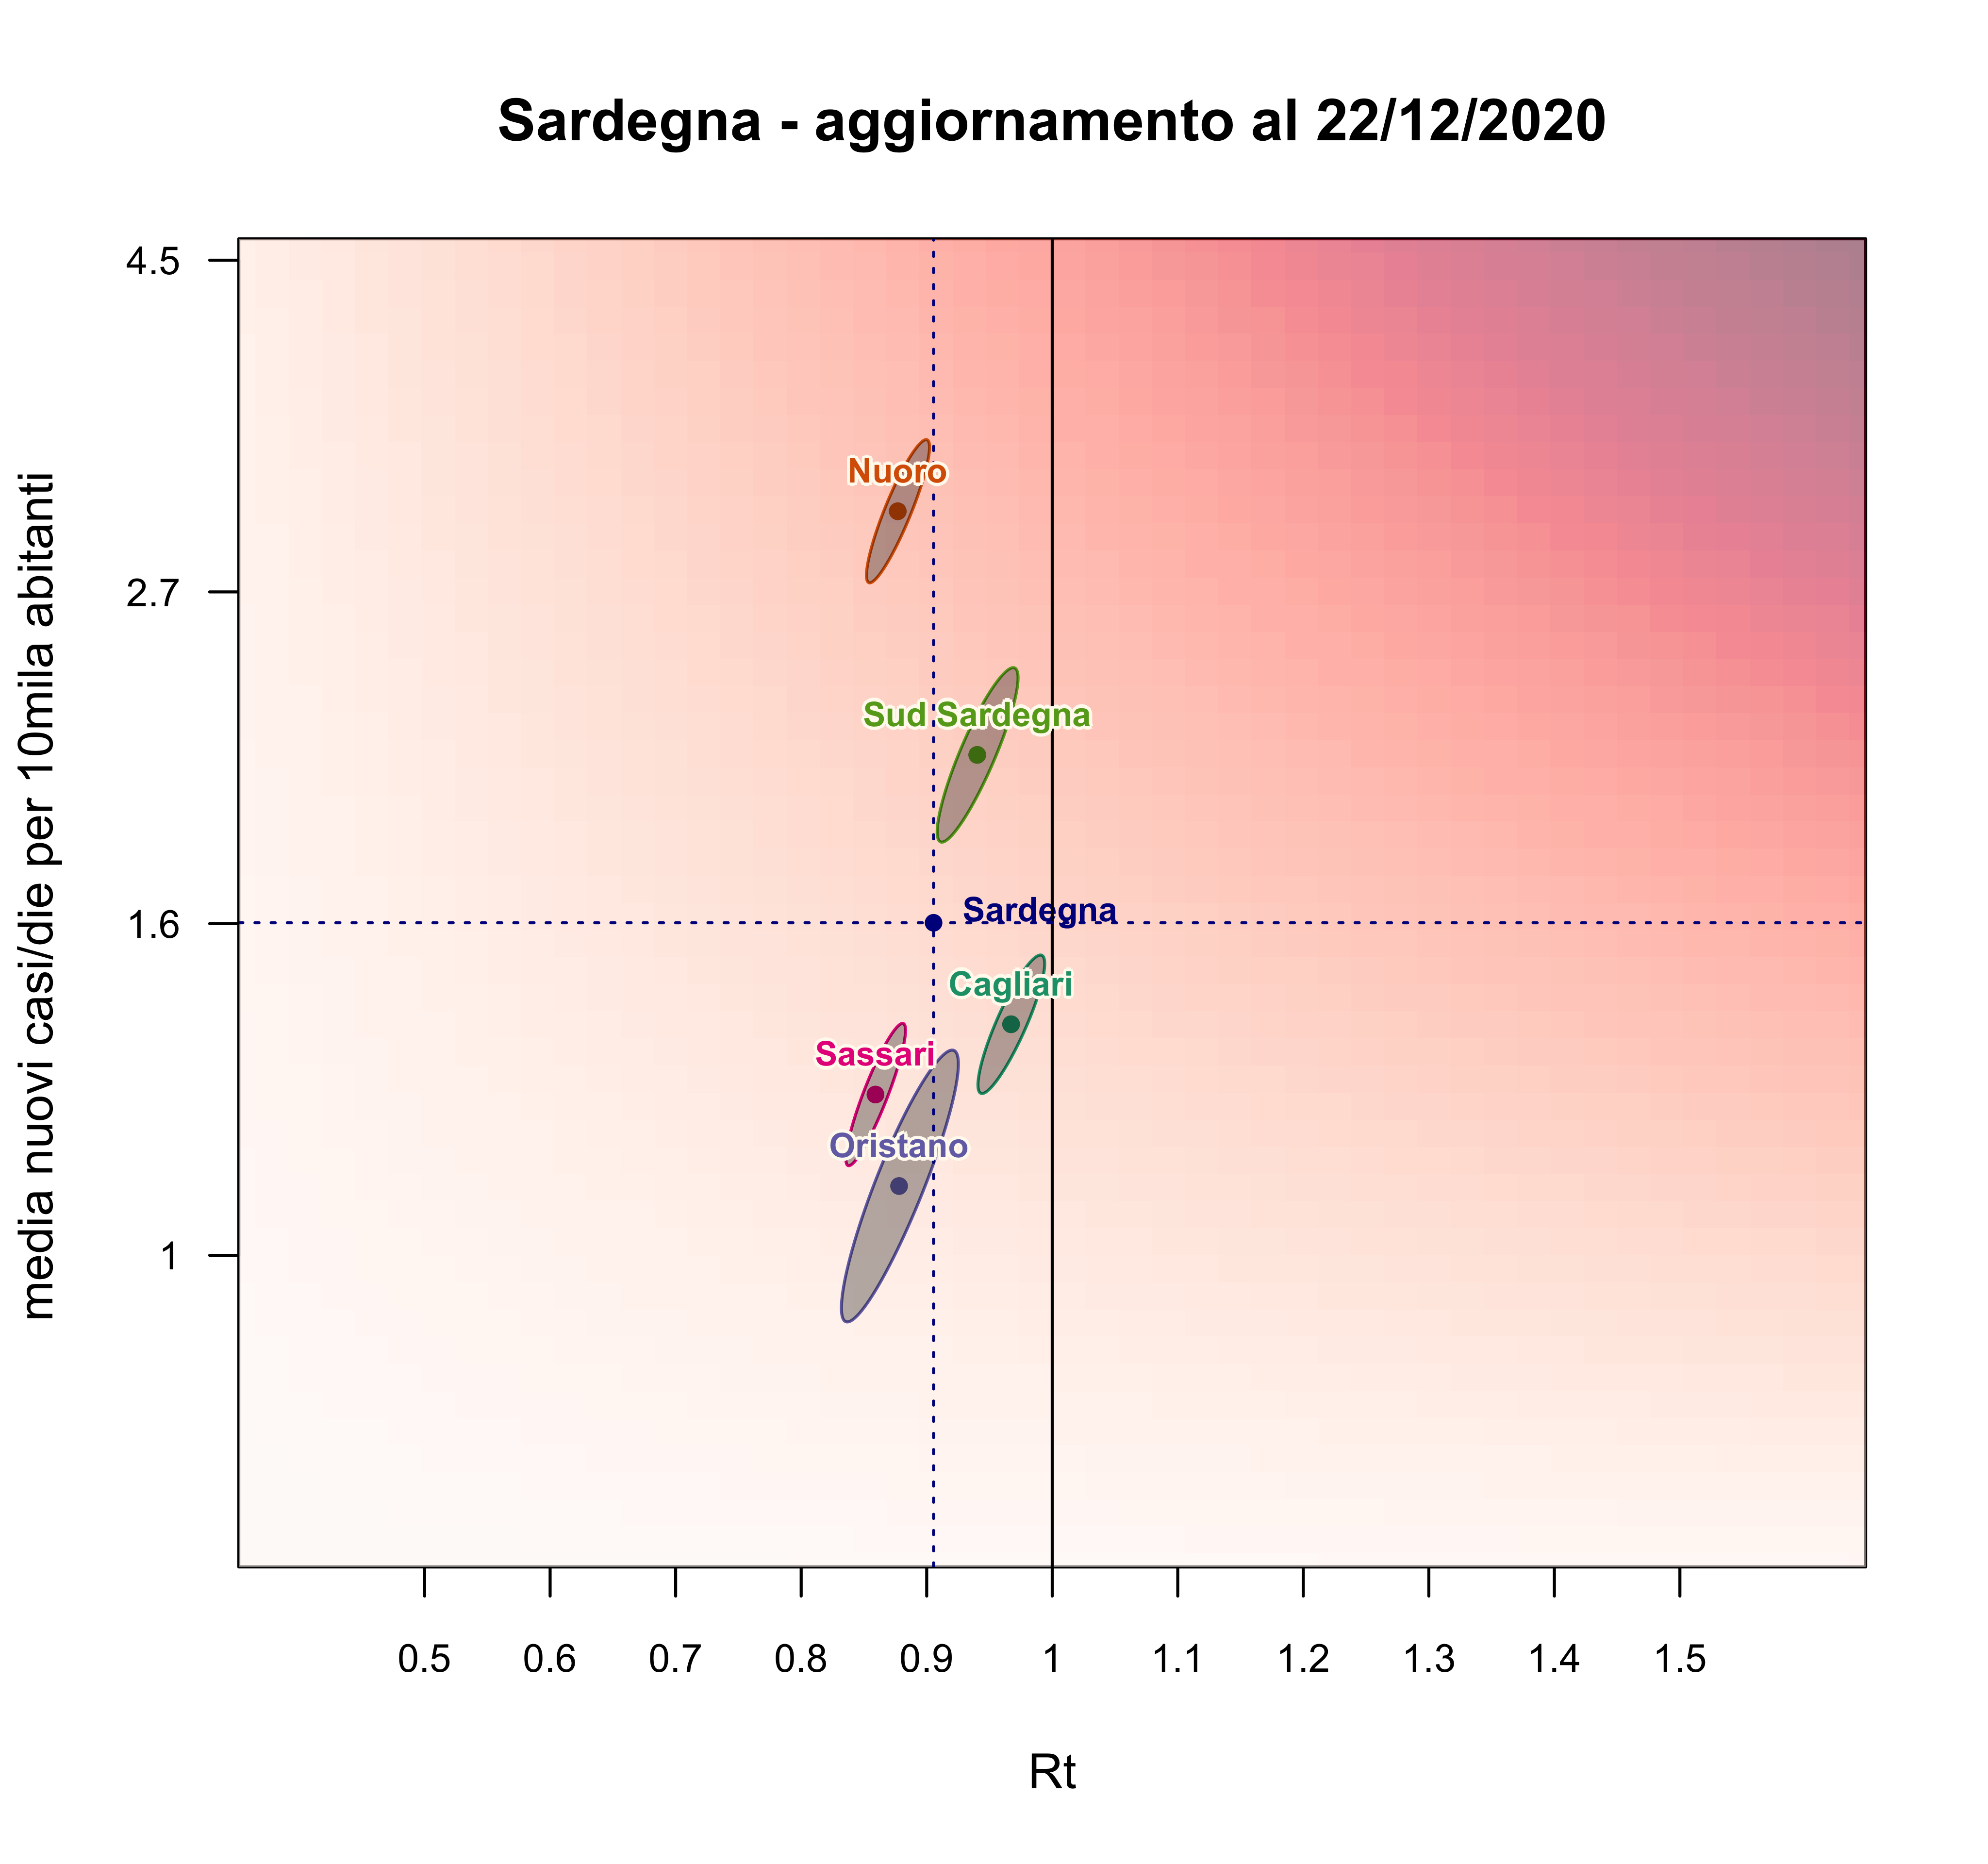 Sardegna - aggiornamento al 22/12/2020
media nuovi casi/die per 10mila abitanti
4.5
2.7
1.6
1
Nuoro
Sud Sardegna
Sardegna
Cagliari
Sassari
Oristano
0.5 0.6 0.7 0.8 0.9 1 1.1 1.2 1.3 1.4 1.5
Rt